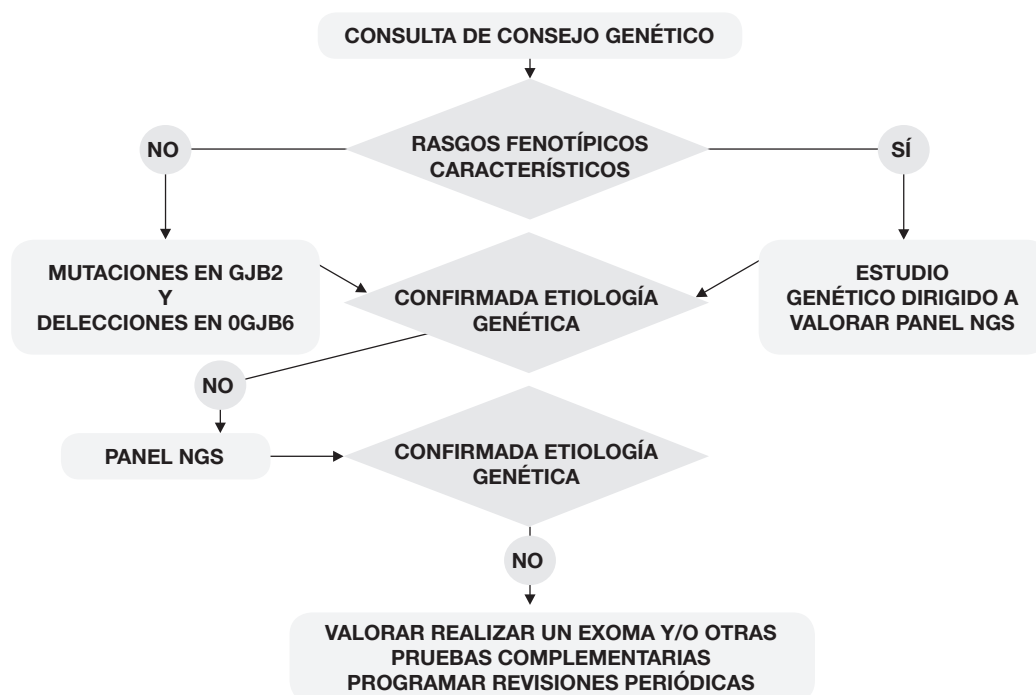 CONSULTA DE CONSEJO GENÉTICO
RASGOS FENOTÍPICOS
CARACTERÍSTICOS
NO
SÍ
MUTACIONES EN GJB2
Y
DELECCIONES EN 0GJB6
CONFIRMADA ETIOLOGÍA
GENÉTICA
ESTUDIO
GENÉTICO DIRIGIDO A
VALORAR PANEL NGS
NO
PANEL NGS
CONFIRMADA ETIOLOGÍA
GENÉTICA
NO
VALORAR REALIZAR UN EXOMA Y/O OTRAS
PRUEBAS COMPLEMENTARIAS
PROGRAMAR REVISIONES PERIÓDICAS